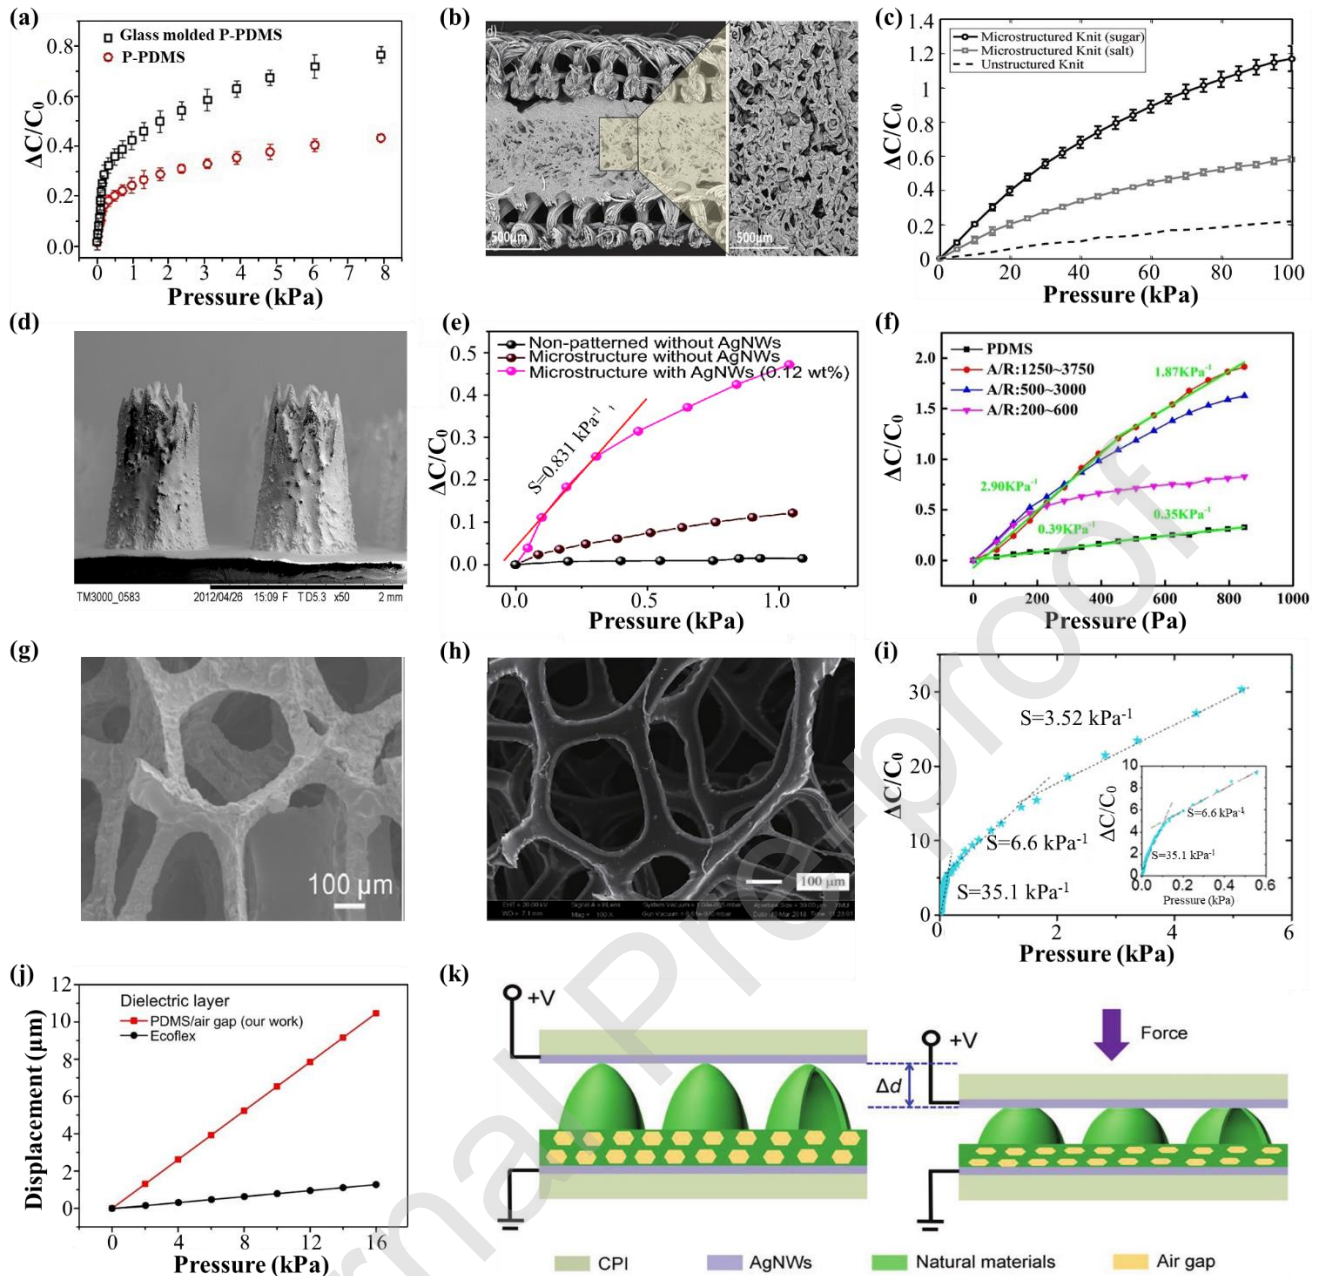 (a)
Glass molded P-PDMS
P-PDMS
0.8
0.6
0.4
0.2
0.0
ΔC/C₀
0 1 2 3 4 5 6 7 8
Pressure (kPa)
(b)
500µm
500µm
(c)
Microstructured Knit (sugar)
Microstructured Knit (salt)
Unstructured Knit
1.4
1.2
1
0.8
0.6
0.4
0.2
0
ΔC/C₀
20 40 60 80 100
Pressure (kPa)
(d)
TM3000_0583 2012/04/26 15:09 F T D5.3 x50 2 mm
(e)
Non-patterned without AgNWs
Microstructure without AgNWs
Microstructure with AgNWs (0.12 wt%)
S=0.831 kPa⁻¹
0.5
0.4
0.3
0.2
0.1
0.0
ΔC/C₀
0.0 0.5 1.0
Pressure (kPa)
(f)
PDMS
A/R:1250~3750
A/R:500~3000
A/R:200~600
1.87KPa⁻¹
2.90KPa⁻¹
0.39KPa⁻¹
0.35KPa⁻¹
2.0
1.5
1.0
0.5
0.0
ΔC/C₀
0 200 400 600 800 1000
Pressure (Pa)
(g)
100 µm
(h)
100 µm
(i)
S=3.52 kPa⁻¹
S=6.6 kPa⁻¹
S=35.1 kPa⁻¹
30
20
10
0
ΔC/C₀
0 2 4 6
Pressure (kPa)
10
8
6
4
2
0
ΔC/C₀
S=6.6 kPa⁻¹
S=35.1 kPa⁻¹
0.0 0.2 0.4 0.6
Pressure (kPa)
(j)
Dielectric layer
PDMS/air gap (our work)
Ecoflex
12
10
8
6
4
2
0
Displacement (µm)
0 4 8 12 16
Pressure (kPa)
(k)
+V
Δd
+V
Force
CPI AgNWs Natural materials Air gap
rnal Pre-proof